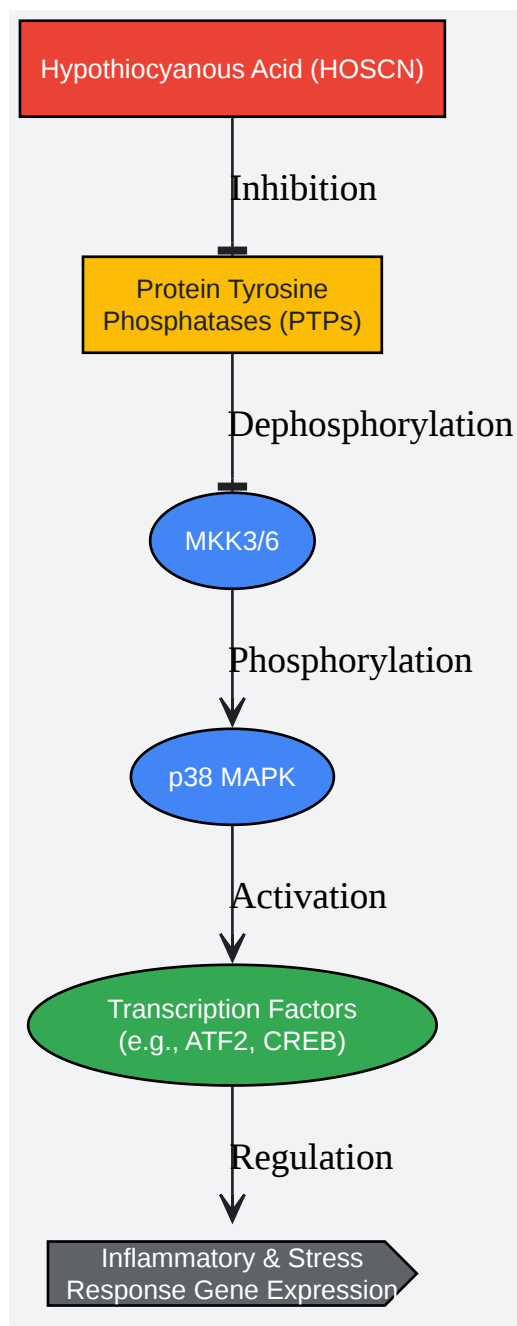 Hypothiocyanous Acid (HOSCN)
Inhibition
Protein Tyrosine
Phosphatases (PTPs)
Dephosphorylation
MKK3/6
Phosphorylation
p38 MAPK
Activation
Transcription Factors
(e.g., ATF2, CREB)
Regulation
Inflammatory & Stress
Response Gene Expression